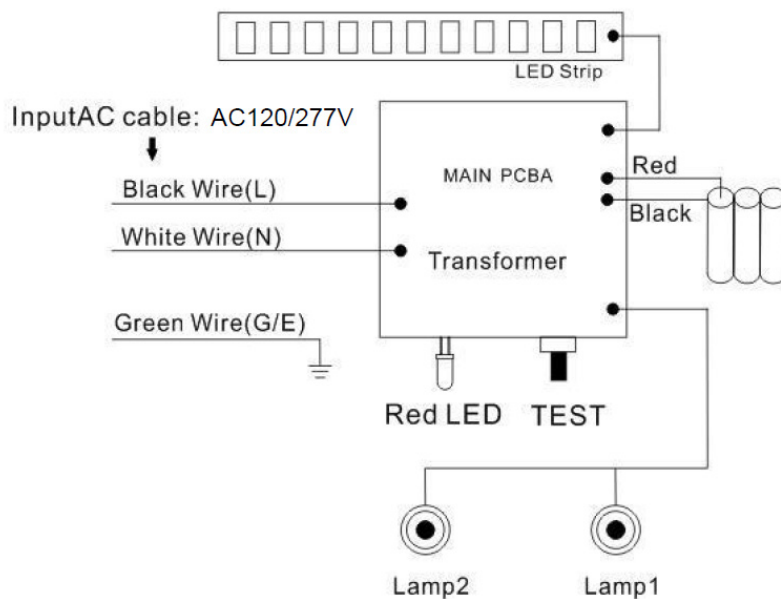 LED Strip
InputAC cable: AC120/277V
Black Wire(L)
White Wire(N)
Green Wire(G/E)
MAIN PCBA
Transformer
Red
Black
Red LED
TEST
Lamp2
Lamp1